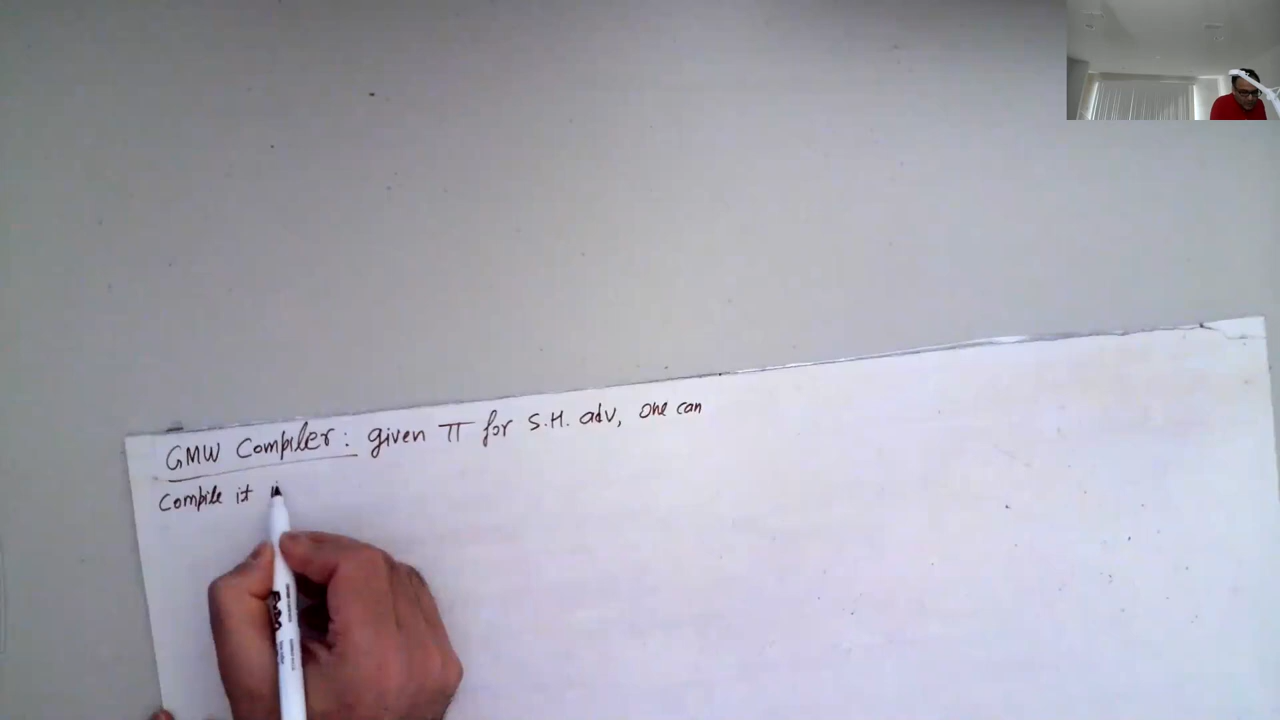 GMW Compiler: given π for S.H. adv, one can
Compile it